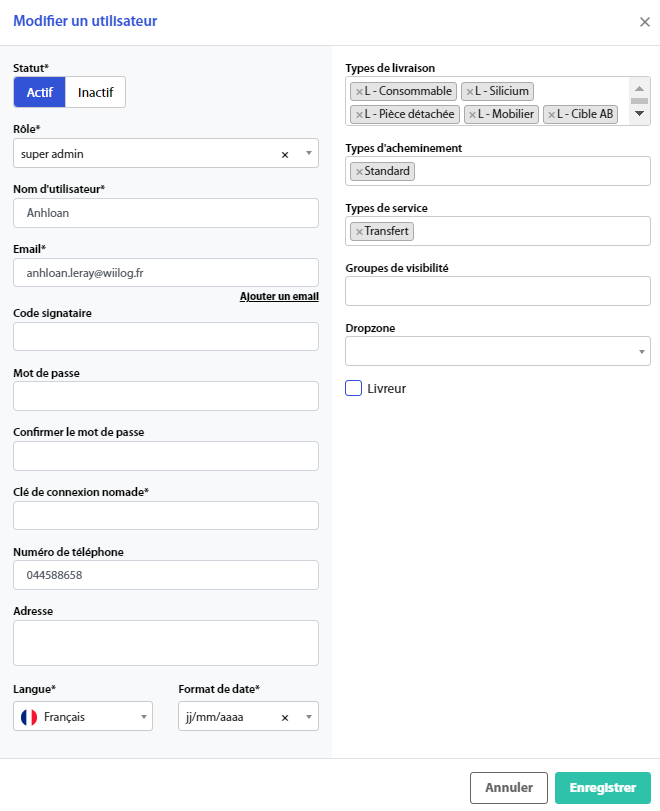 Modifier un utilisateur
×
Statut*
Actif Inactif
Rôle*
super admin ×
Nom d'utilisateur*
Anhloan
Email*
anhloan.leray@wiilog.fr
Ajouter un email
Code signataire
Mot de passe
Confirmer le mot de passe
Clé de connexion nomade*
Numéro de téléphone
044588658
Adresse
Langue* Format de date*
Français jj/mm/aaaa ×
Types de livraison
×L - Consommable ×L - Silicium
×L - Pièce détachée ×L - Mobilier ×L - Cible AB
Types d'acheminement
×Standard
Types de service
×Transfert
Groupes de visibilité
Dropzone
Livreur
Annuler Enregistrer